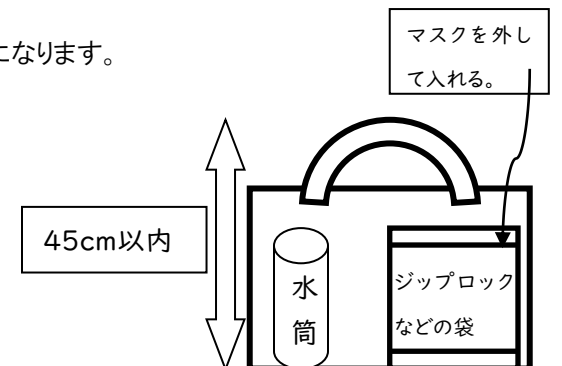 になります。
マスクを外し
て入れる。
45cm以内
水
筒
ジップロック
などの袋